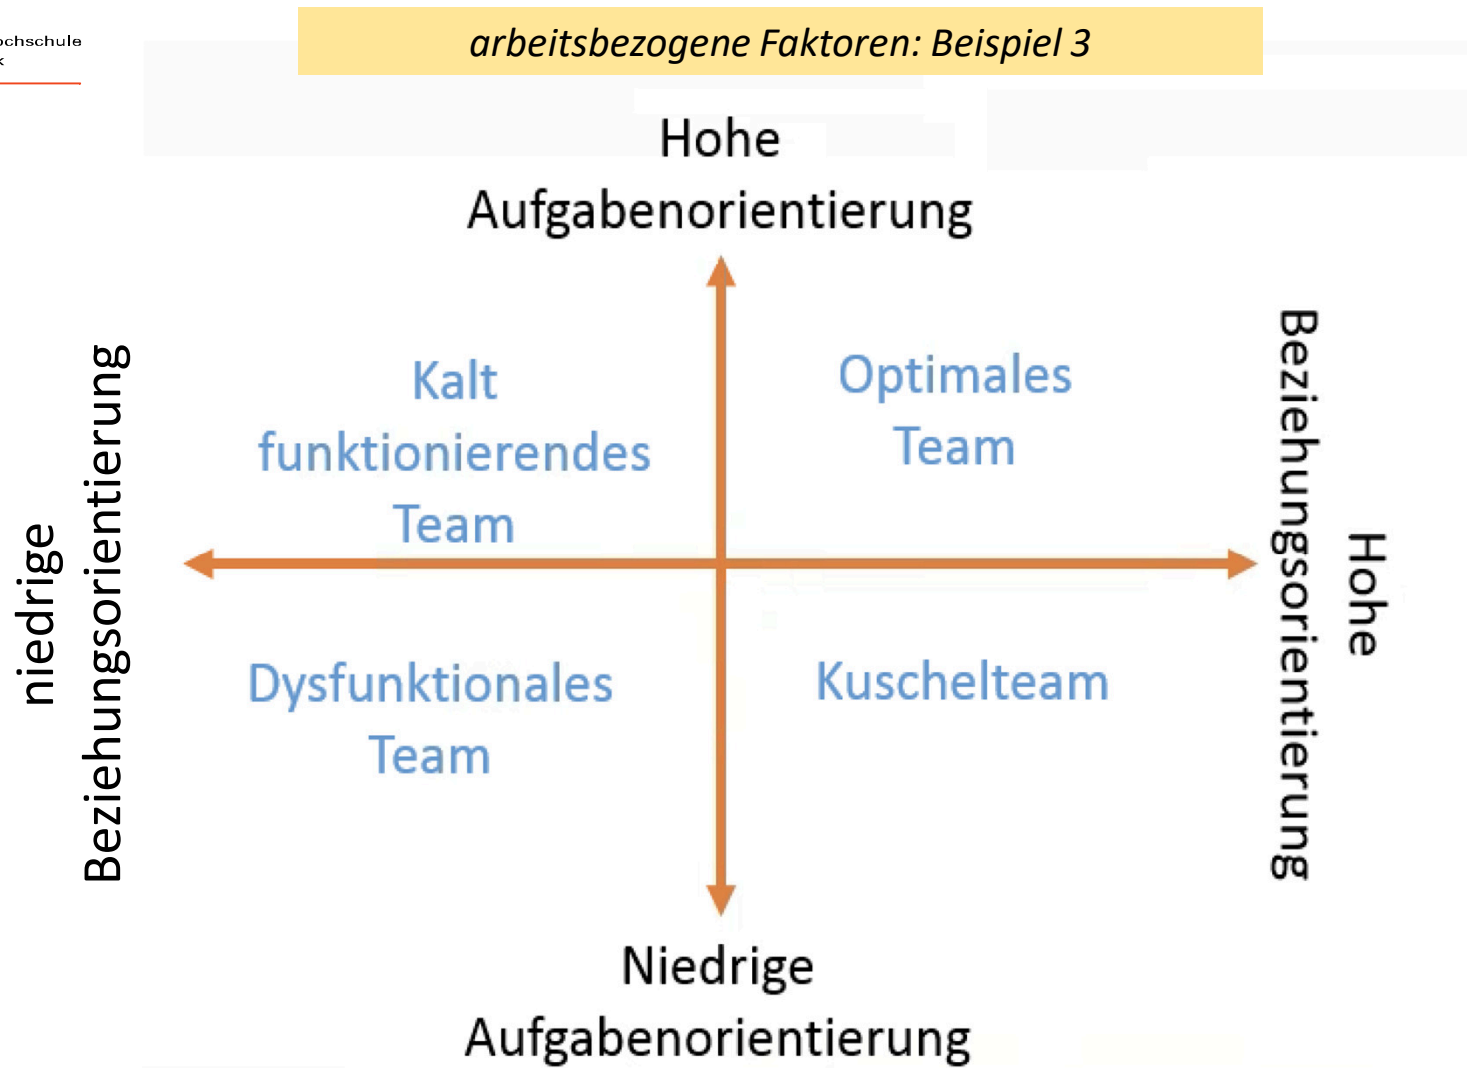 arbeitsbezogene Faktoren: Beispiel 3
Hohe
Aufgabenorientierung
niedrige
Beziehungsorientierung
Kalt
funktionierendes
Team
Optimales
Team
Hohe
Beziehungsorientierung
Dysfunktionales
Team
Kuschelteam
Niedrige
Aufgabenorientierung